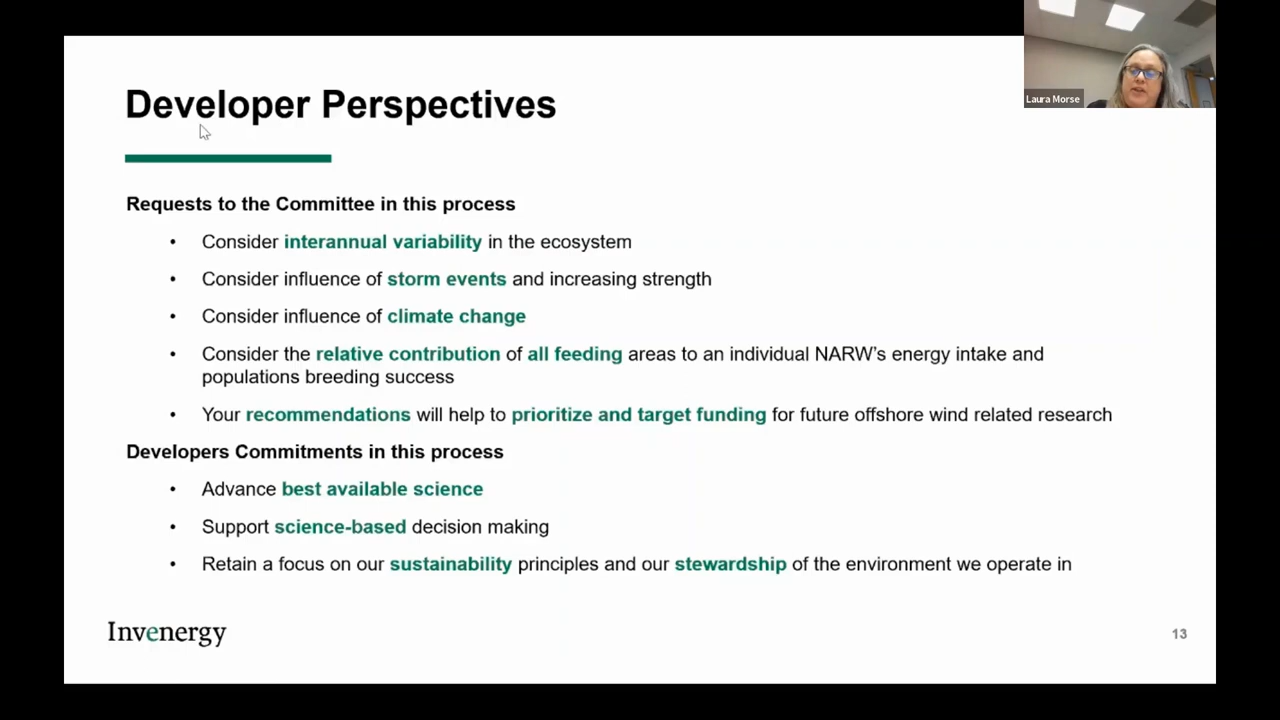 Laura Morse
Developer Perspectives
Requests to the Committee in this process
• Consider interannual variability in the ecosystem
• Consider influence of storm events and increasing strength
• Consider influence of climate change
• Consider the relative contribution of all feeding areas to an individual NARW's energy intake and
populations breeding success
• Your recommendations will help to prioritize and target funding for future offshore wind related research
Developers Commitments in this process
• Advance best available science
• Support science-based decision making
• Retain a focus on our sustainability principles and our stewardship of the environment we operate in
Invenergy
13